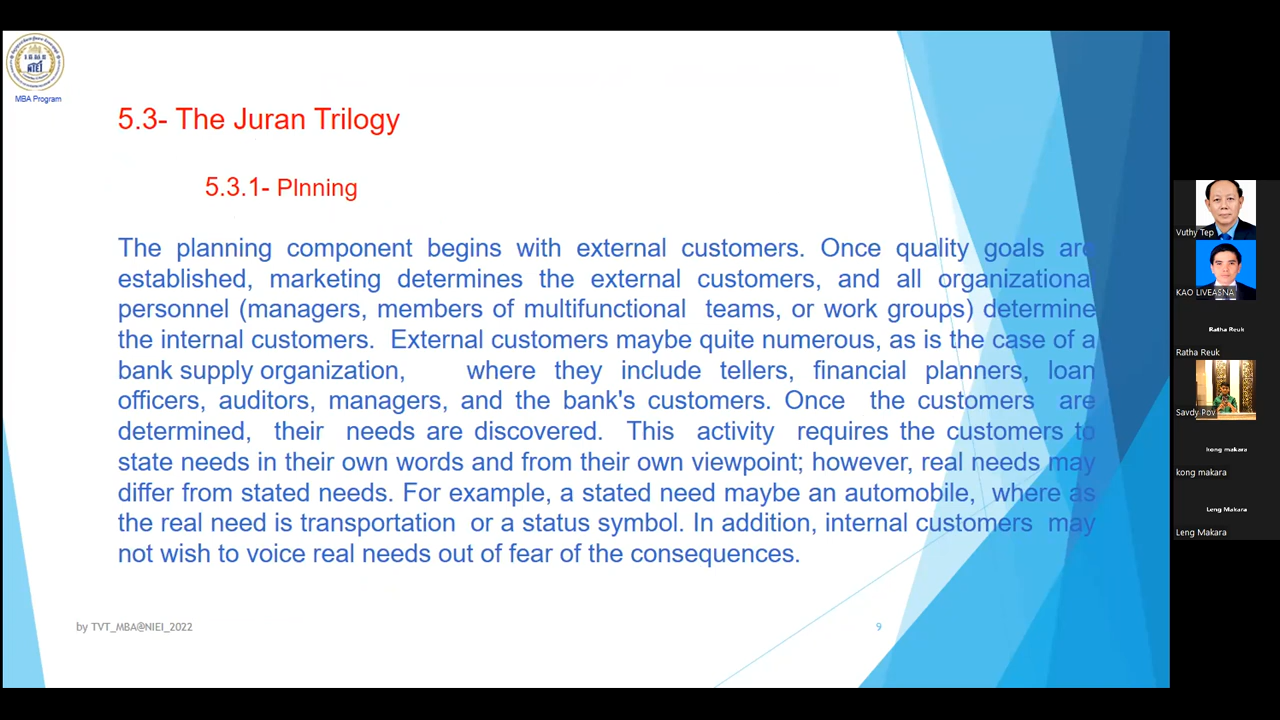 NIEI
MBA Program
5.3- The Juran Trilogy
5.3.1- Plnning
The planning component begins with external customers. Once quality goals are
established, marketing determines the external customers, and all organizational
personnel (managers, members of multifunctional teams, or work groups) determine
the internal customers. External customers maybe quite numerous, as is the case of a
bank supply organization, where they include tellers, financial planners, loan
officers, auditors, managers, and the bank's customers. Once the customers are
determined, their needs are discovered. This activity requires the customers to
state needs in their own words and from their own viewpoint; however, real needs may
differ from stated needs. For example, a stated need maybe an automobile, where as
the real need is transportation or a status symbol. In addition, internal customers may
not wish to voice real needs out of fear of the consequences.
by TVT_MBA@NIEI_2022
9
Vuthy Tep
KAO LIVEASNA
Ratha Reuk
Ratha Reuk
Savdy Pov
kong makara
kong makara
Leng Makara
Leng Makara